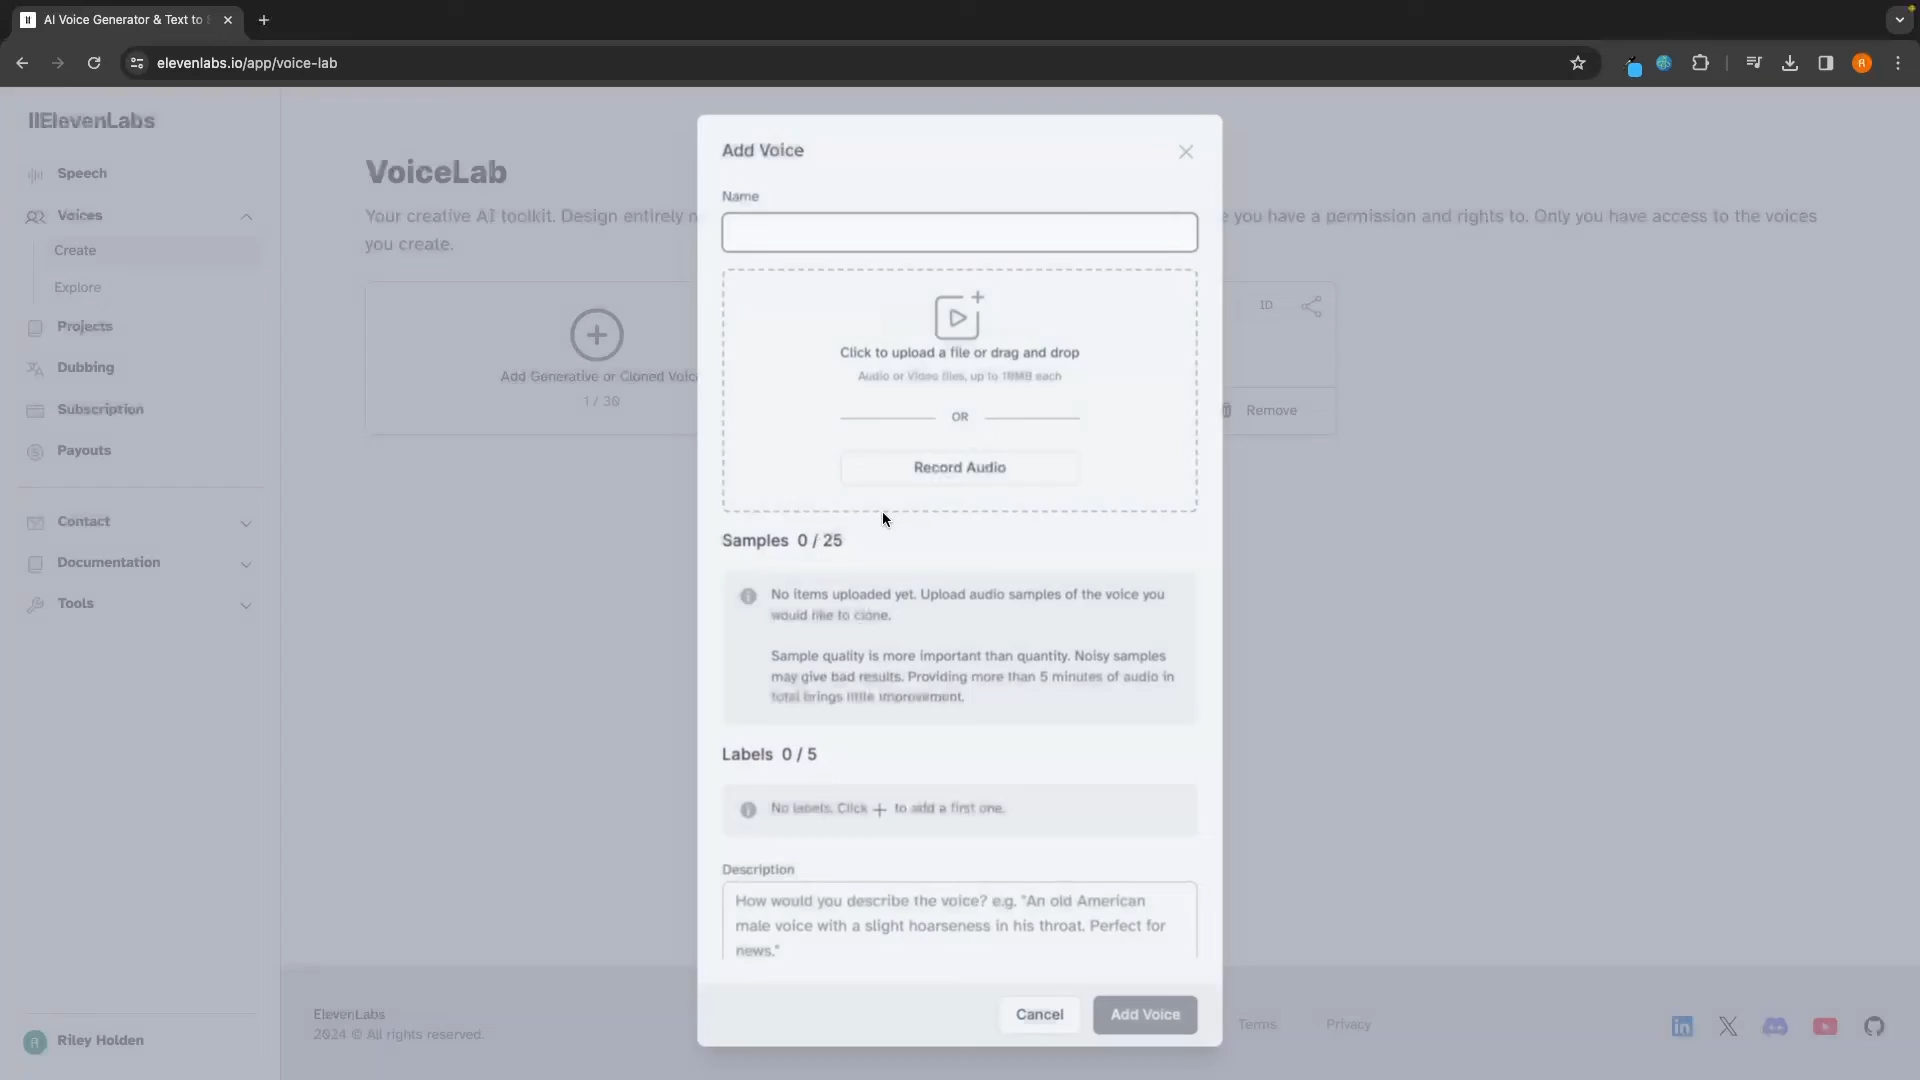 AI Voice Generator & Text to S
elevenlabs.io/app/voice-lab
R
IIElevenLabs
Speech
Voices
Create
Explore
Projects
Dubbing
Subscription
Payouts
Contact
Documentation
Tools
R
Riley Holden
VoiceLab
Your creative AI toolkit. Design entirely n
e you have a permission and rights to. Only you have access to the voices
you create.
Add Generative or Cloned Voic
1 / 30
ID
Remove
Add Voice
Name
Click to upload a file or drag and drop
Audio or Video files, up to 10MB each
OR
Record Audio
Samples 0 / 25
No items uploaded yet. Upload audio samples of the voice you
would like to clone.
Sample quality is more important than quantity. Noisy samples
may give bad results. Providing more than 5 minutes of audio in
total brings little improvement.
Labels 0 / 5
No labels. Click + to add a first one.
Description
How would you describe the voice? e.g. "An old American
male voice with a slight hoarseness in his throat. Perfect for
news."
Cancel
Add Voice
ElevenLabs
2024 © All rights reserved.
Terms
Privacy